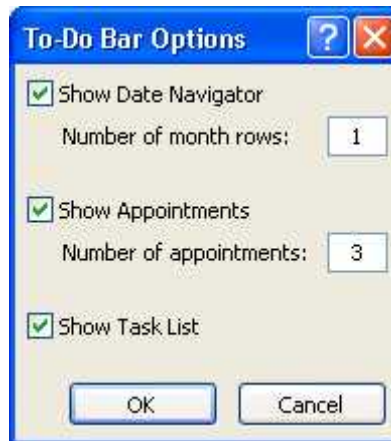 To-Do Bar Options
Show Date Navigator
Number of month rows: 1
Show Appointments
Number of appointments: 3
Show Task List
OK Cancel